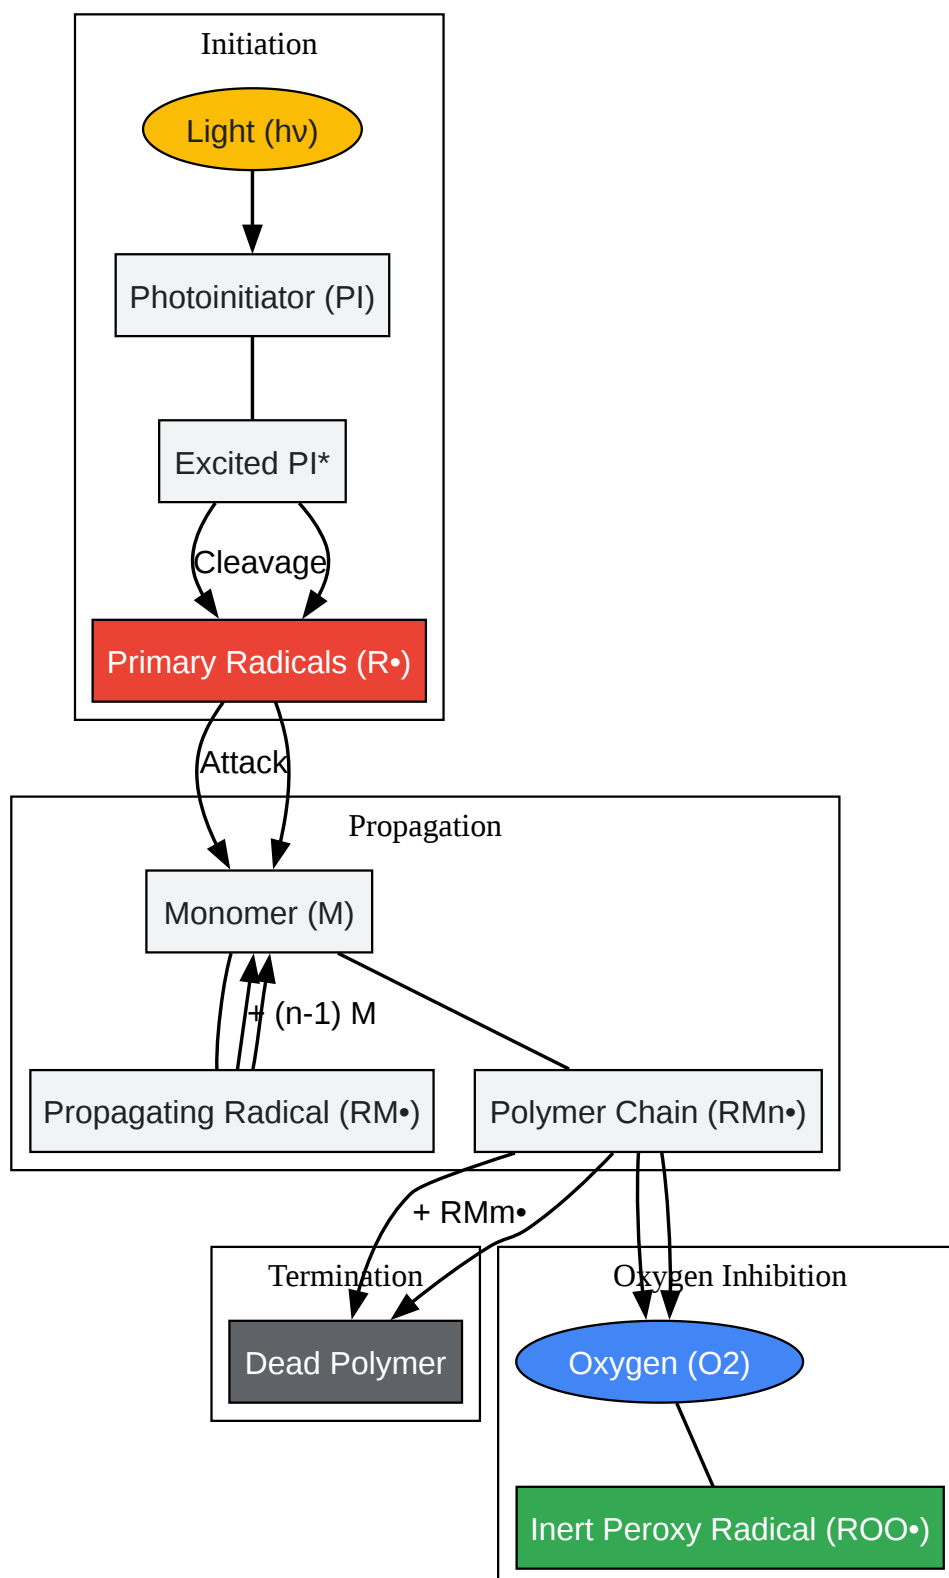 Initiation
Light (hν)
Photoinitiator (PI)
Excited PI*
Cleavage
Primary Radicals (R•)
Attack
Propagation
Monomer (M)
+ (n-1) M
Propagating Radical (RM•)
Polymer Chain (RMn•)
+ RMm•
Termination
Oxygen Inhibition
Dead Polymer
Oxygen (O2)
Inert Peroxy Radical (ROO•)